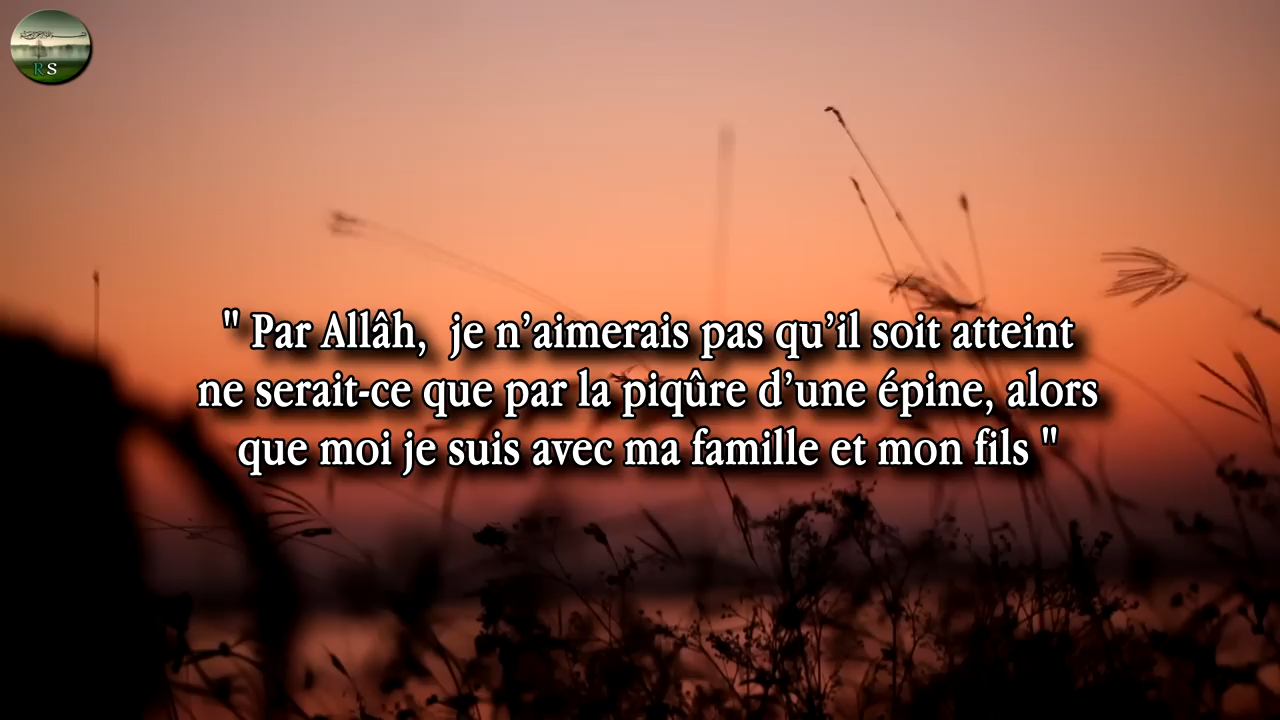 RS
" Par Allâh, je n’aimerais pas qu’il soit atteint
ne serait-ce que par la piqûre d’une épine, alors
que moi je suis avec ma famille et mon fils "